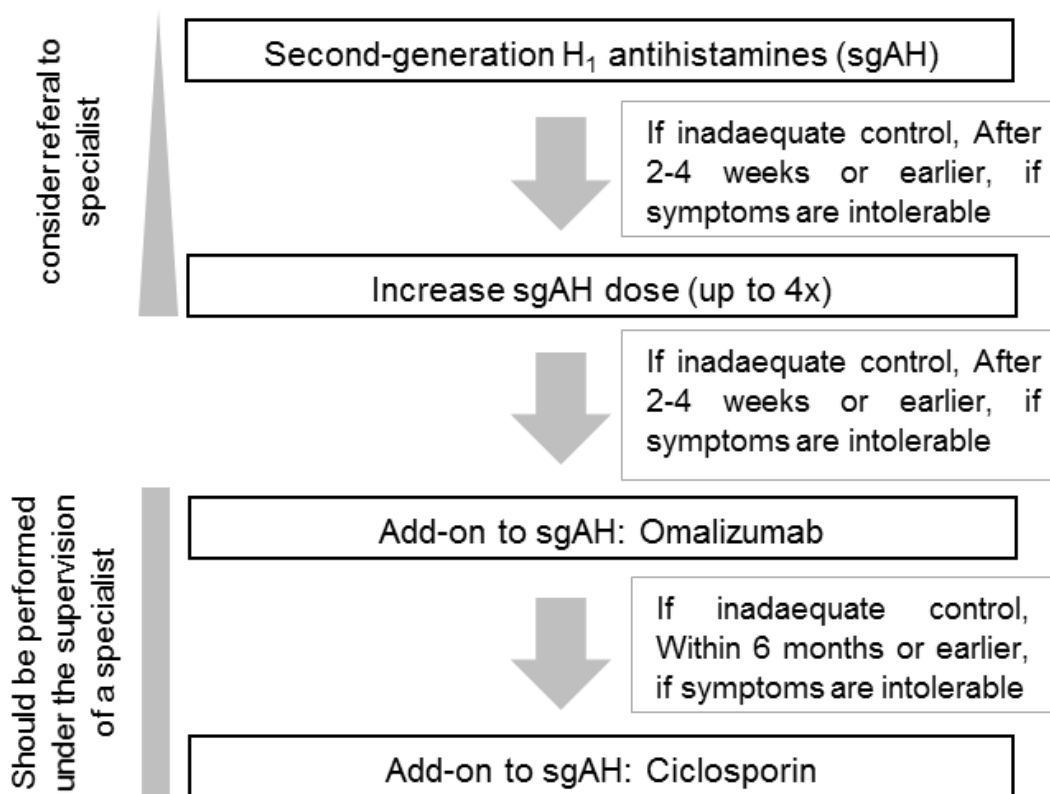 consider referal to
specialist
Second-generation H₁ antihistamines (sgAH)
If inadaequate control, After
2-4 weeks or earlier, if
symptoms are intolerable
Increase sgAH dose (up to 4x)
If inadaequate control, After
2-4 weeks or earlier, if
symptoms are intolerable
Should be performed
under the supervision
of a specialist
Add-on to sgAH: Omalizumab
If inadaequate control,
Within 6 months or earlier,
if symptoms are intolerable
Add-on to sgAH: Ciclosporin